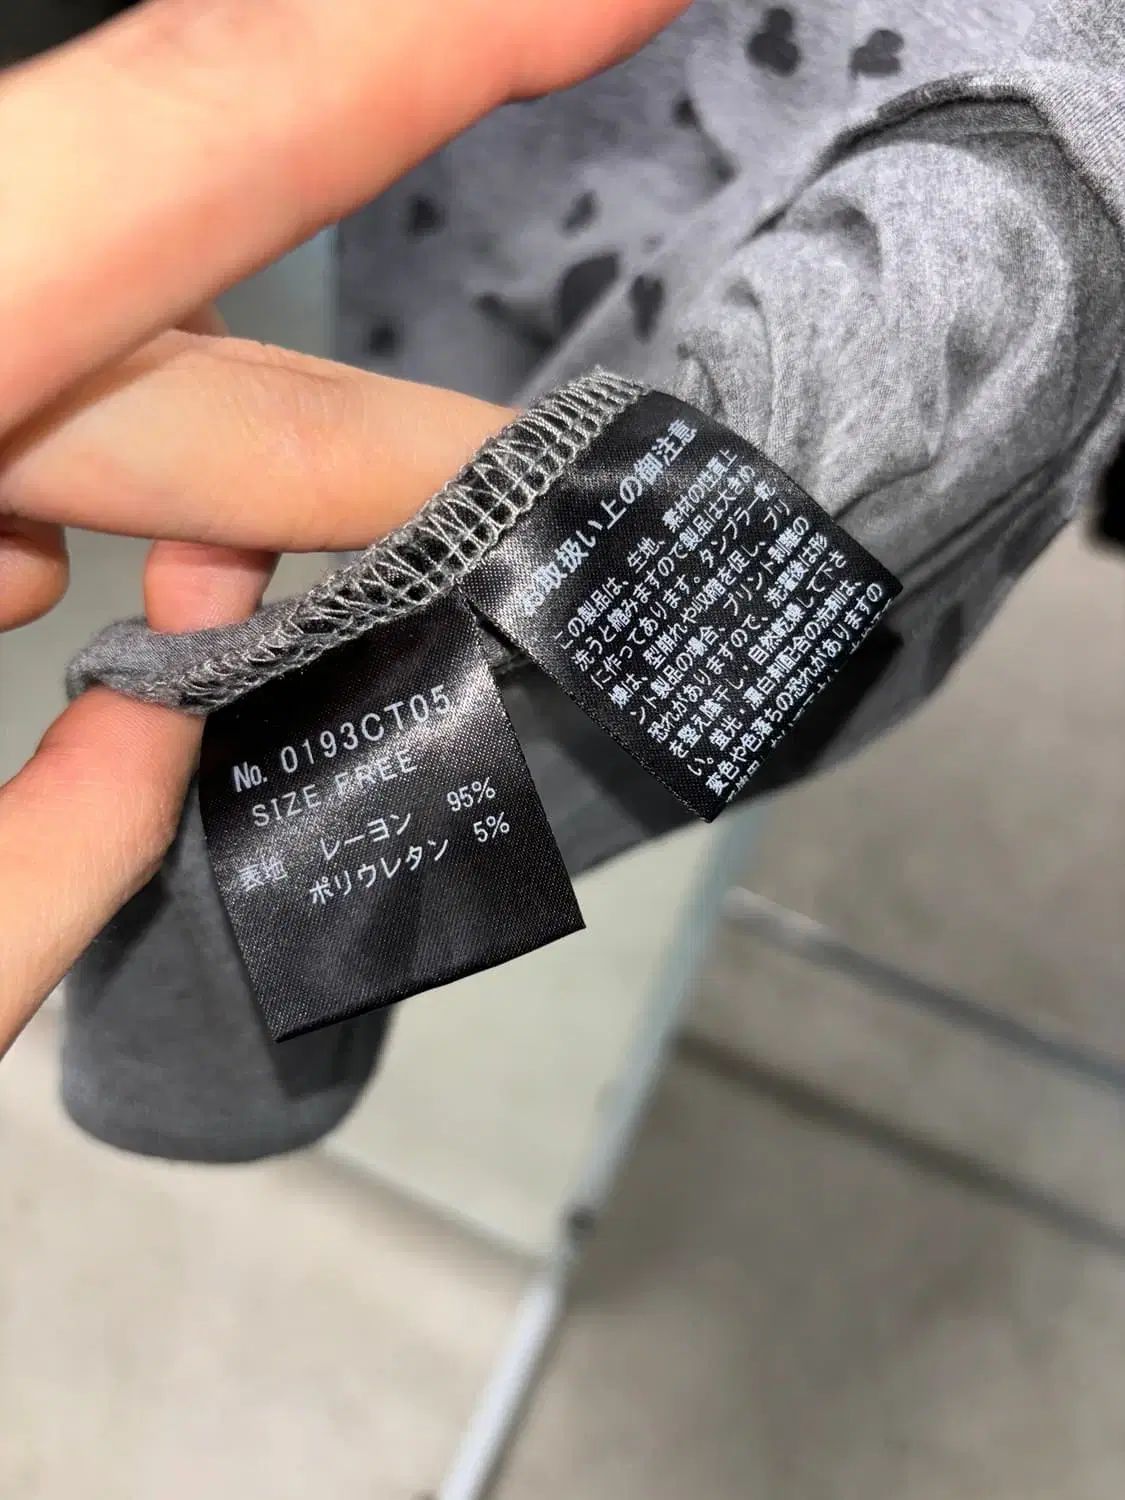 No. 0193CT05
SIZE FREE
表地 レーヨン 95%
ポリウレタン 5%
お取扱い上の御注意
この製品は、生地、素材の性質上
洗うと縮みますので製品は大きめ
に作ってあります。タンブラー乾
燥は、型崩れや収縮を促し、プリ
ント製品の場合、プリント剥離の
恐れがありますので、洗濯後は形
を整え陰干し・自然乾燥して下さ
い。蛍光・漂白剤配合の洗剤は、
変色や色落ちの恐れがありますの